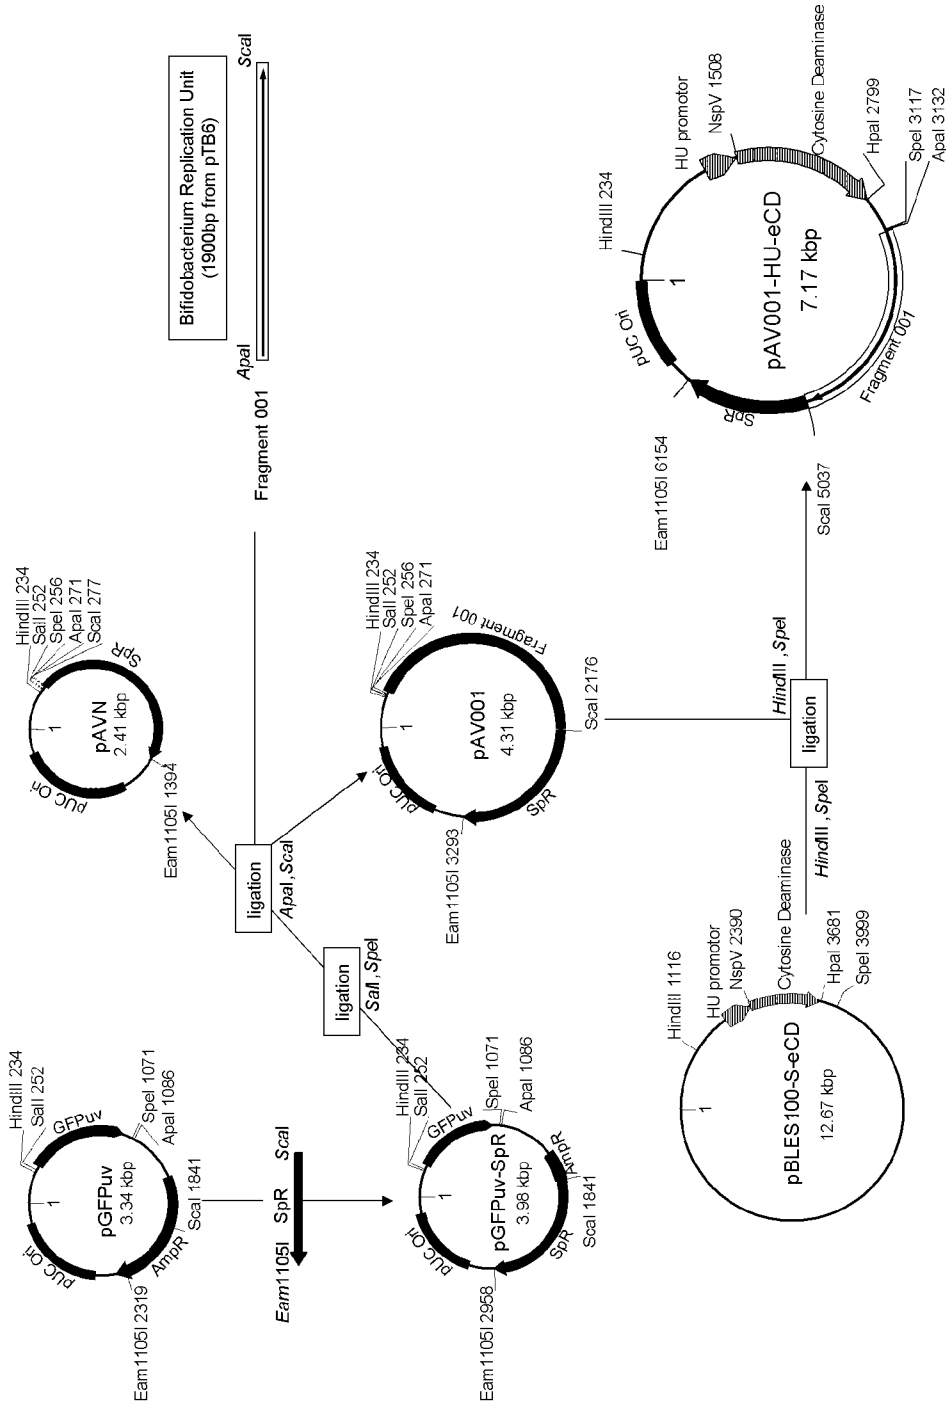 HindIII 234
SalI 252
GFPuv
SpeI 1071
ApaI 1086
1
pGFPuv
3.34 kbp
pUC Ori
AmpR
ScaI 1841
Eam1105I 2319
Eam1105I
SpR
ScaI
HindIII 234
SalI 252
GFPuv
SpeI 1071
ApaI 1086
1
pGFPuv-SpR
3.98 kbp
pUC Ori
AmpR
ScaI 1841
SpR
Eam1105I 2958
ligation
SalI, SpeI
ligation
ApaI, ScaI
HindIII 234
SalI 252
SpeI 256
ApaI 271
ScaI 277
SpR
1
pAVN
2.41 kbp
pUC Ori
Eam1105I 1394
Bifidobacterium Replication Unit
(1900bp from pTB6)
ApaI
ScaI
Fragment 001
HindIII 234
SalI 252
SpeI 256
ApaI 271
Fragment 001
1
pAV001
4.31 kbp
pUC Ori
SpR
ScaI 2176
Eam1105I 3293
HindIII 1116
HU promotor
NspV 2390
Cytosine Deaminase
HpaI 3681
SpeI 3999
1
pBLES100-S-eCD
12.67 kbp
HindIII, SpeI
ligation
HindIII, SpeI
HindIII 234
HU promotor
NspV 1508
Cytosine Deaminase
HpaI 2799
SpeI 3117
ApaI 3132
1
pAV001-HU-eCD
7.17 kbp
pUC Ori
SpR
Fragment 001
Eam1105I 6154
ScaI 5037